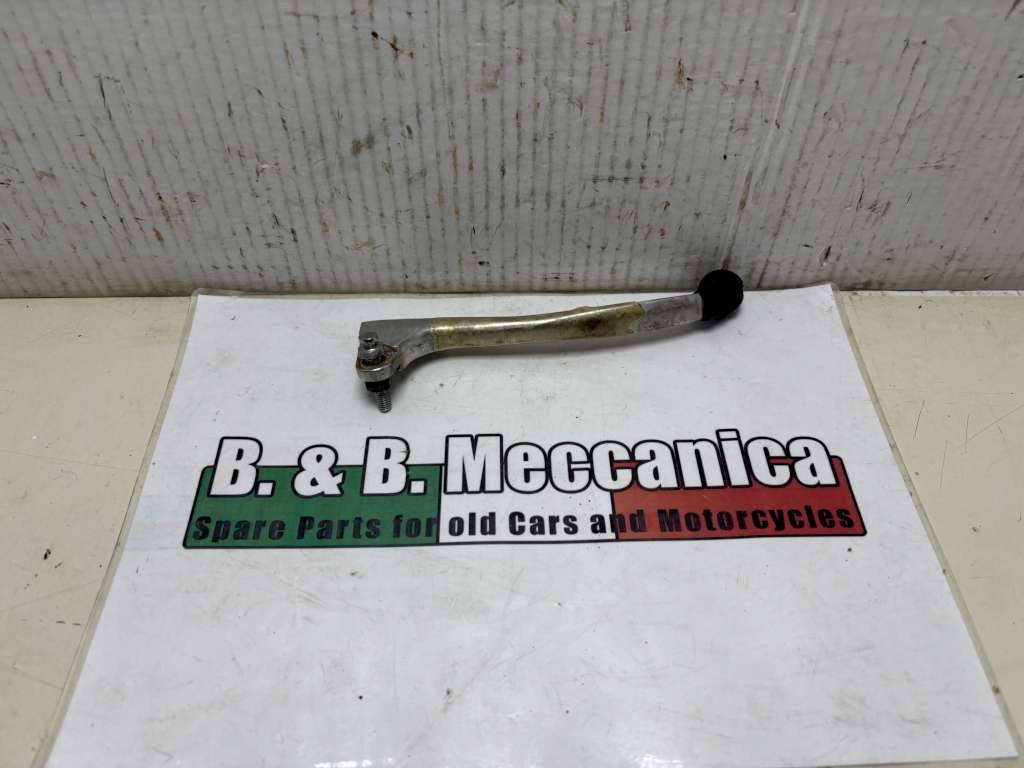 B. & B. Meccanica
Spare Parts for old Cars and Motorcycles